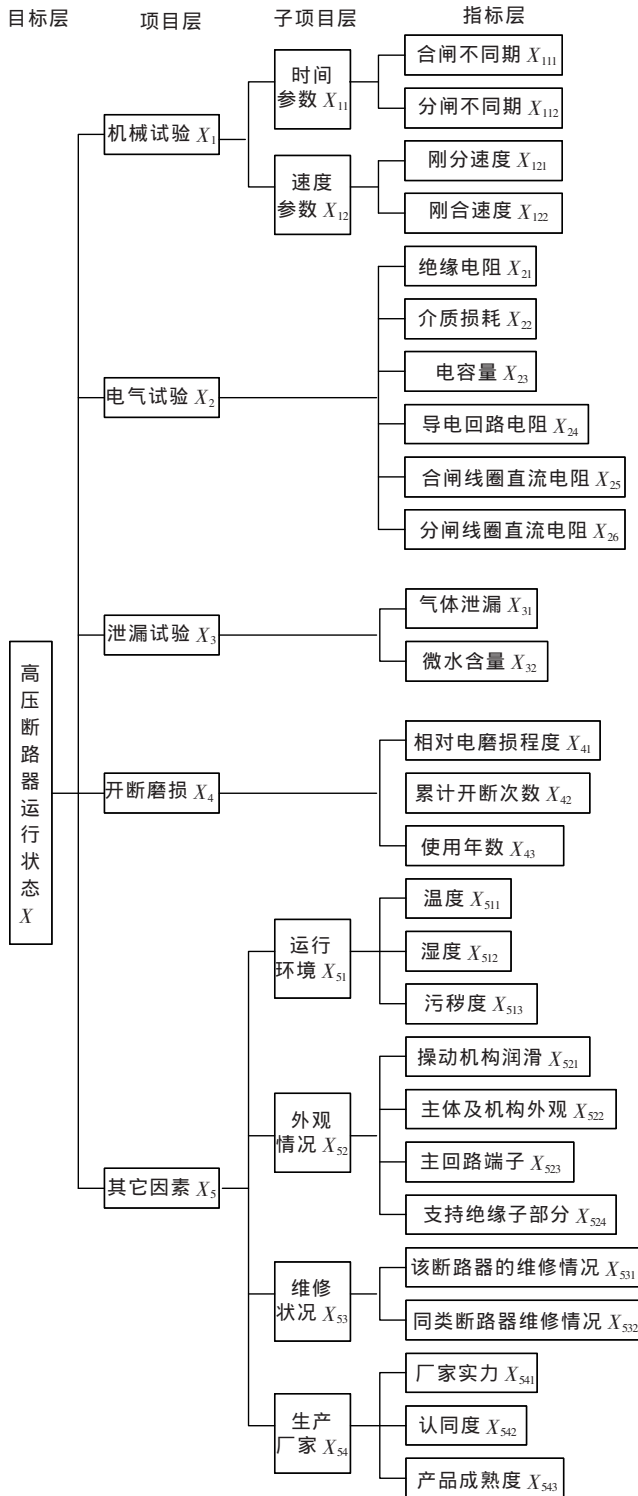 目标层 项目层 子项目层 指标层
机械试验 X1
时间
参数 X11
合闸不同期 X111
分闸不同期 X112
速度
参数 X12
刚分速度 X121
刚合速度 X122
电气试验 X2
绝缘电阻 X21
介质损耗 X22
电容量 X23
导电回路电阻 X24
合闸线圈直流电阻 X25
分闸线圈直流电阻 X26
泄漏试验 X3
气体泄漏 X31
微水含量 X32
高压断路器运行状态 X
开断磨损 X4
相对电磨损程度 X41
累计开断次数 X42
使用年数 X43
其它因素 X5
运行
环境 X51
温度 X511
湿度 X512
污秽度 X513
外观
情况 X52
操动机构润滑 X521
主体及机构外观 X522
主回路端子 X523
支持绝缘子部分 X524
维修
状况 X53
该断路器的维修情况 X531
同类断路器维修情况 X532
生产
厂家 X54
厂家实力 X541
认同度 X542
产品成熟度 X543